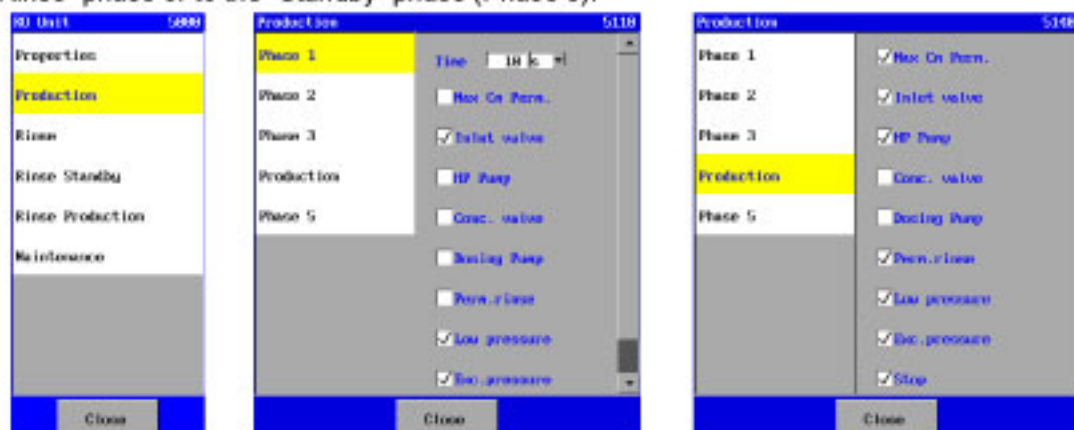 "Rinse" phase or to the "Standby" phase (Phase 0).
RO Unit 5000
Properties
Production
Rinse
Rinse Standby
Rinse Production
Maintenance
Close
Production 5110
Phase 1
Phase 2
Phase 3
Production
Phase 5
Time 10 s
Max Cn Perm.
Inlet valve
HP Pump
Conc. valve
Dosing Pump
Perm.rinse
Low pressure
Exc.pressure
Close
Production 5140
Phase 1
Phase 2
Phase 3
Production
Phase 5
Max Cn Perm.
Inlet valve
HP Pump
Conc. valve
Dosing Pump
Perm.rinse
Low pressure
Exc.pressure
Stop
Close